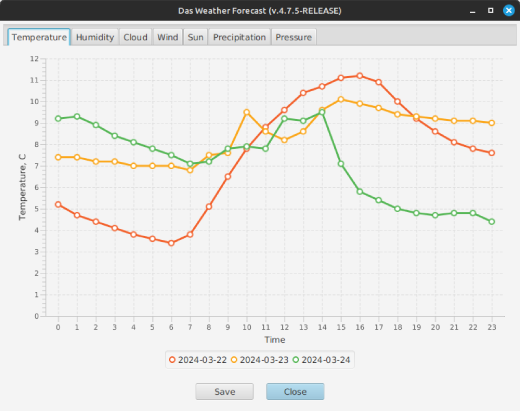 Das Weather Forecast (v.4.7.5-RELEASE)
Temperature Humidity Cloud Wind Sun Precipitation Pressure
12
11
10
9
8
7
6
5
4
3
2
1
0
Temperature, C
0 1 2 3 4 5 6 7 8 9 10 11 12 13 14 15 16 17 18 19 20 21 22 23
Time
2024-03-22 2024-03-23 2024-03-24
Save Close